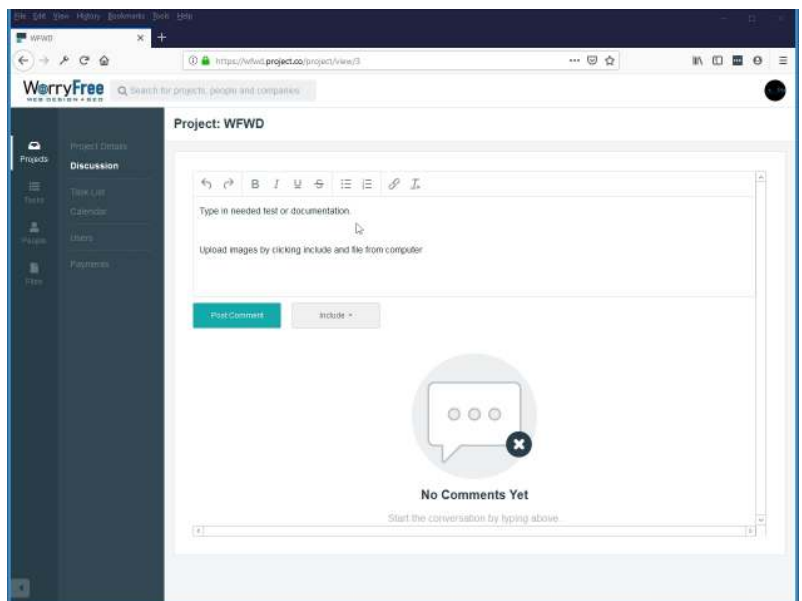 File Edit View History Bookmarks Tools Help
WFWD
https://wfwd.project.co/project/view/3
WorryFree
WEB DESIGN + SEO
Search for projects, people and companies
Project: WFWD
Projects
Project Details
Discussion
Tasks
Task List
Calendar
People
Users
Files
Payments
Type in needed test or documentation.
Upload images by clicking include and file from computer
Post Comment
Include
No Comments Yet
Start the conversation by typing above.